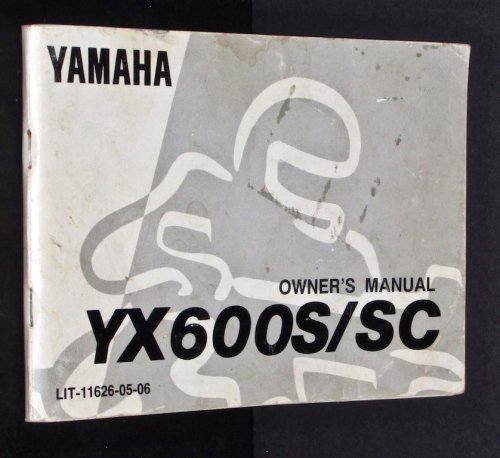 YAMAHA
OWNER'S MANUAL
YX600S/SC
LIT-11626-05-06